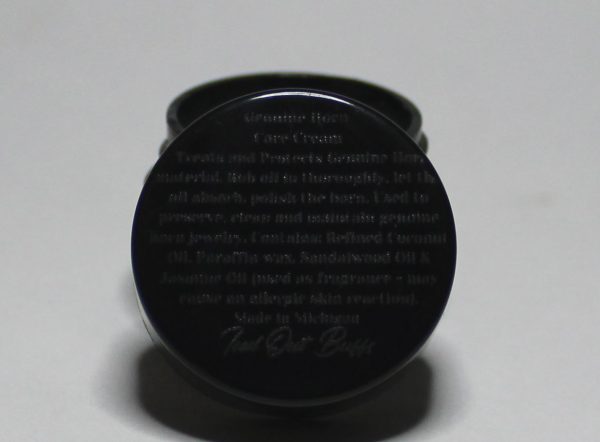 Genuine Horn
Care Cream
Treats and Protects Genuine Horn
material. Rub oil in thoroughly, let the
oil absorb, polish the horn. Used to
preserve, clean and maintain genuine
horn jewelry. Contains: Refined Coconut
Oil, Paraffin wax, Sandalwood Oil &
Jasmine Oil (used as fragrance - may
cause an allergic skin reaction).
Made in Michigan